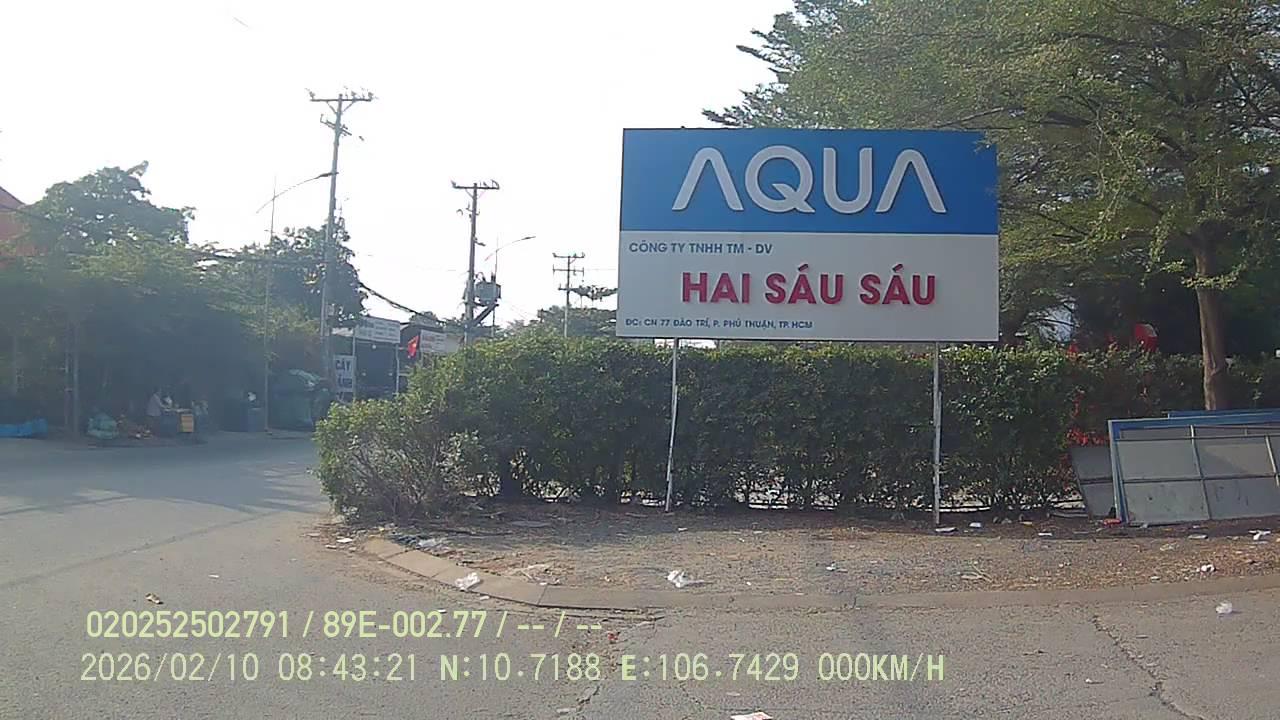 AQUA
CÔNG TY TNHH TM - DV
HAI SÁU SÁU
ĐC: CN 77 ĐÀO TRÍ, P. PHÚ THUẬN, TP. HCM
CÂY
020252502791 / 89E-002.77 / -- / --
2026/02/10 08:43:21 N:10.7188 E:106.7429 000KM/H